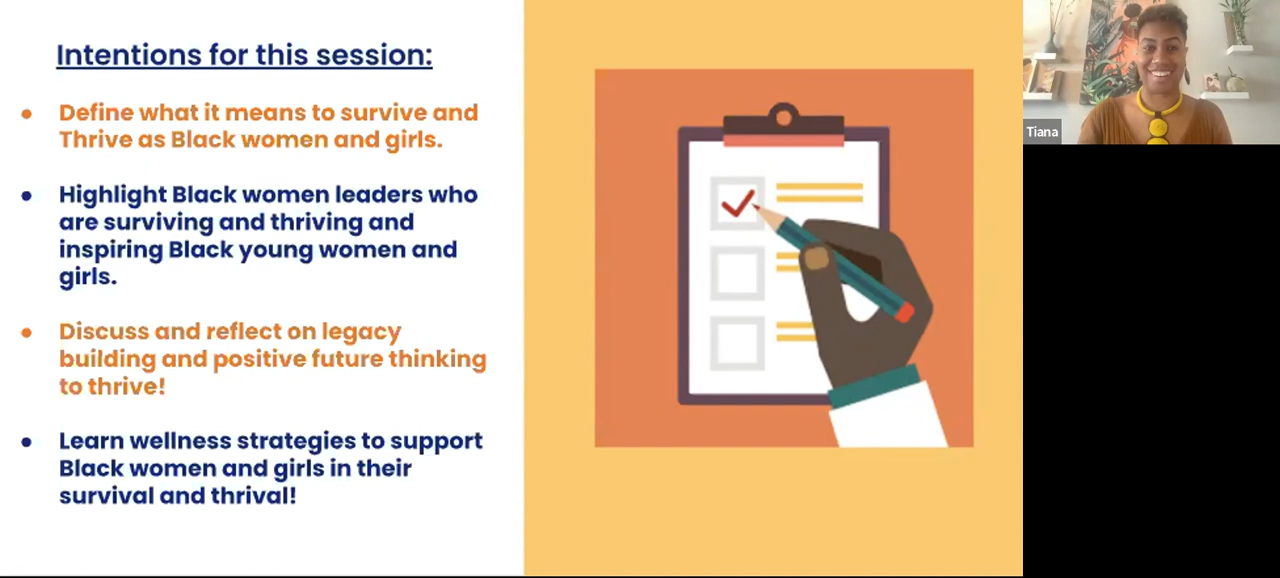 Intentions for this session:
● Define what it means to survive and
Thrive as Black women and girls.
● Highlight Black women leaders who
are surviving and thriving and
inspiring Black young women and
girls.
● Discuss and reflect on legacy
building and positive future thinking
to thrive!
● Learn wellness strategies to support
Black women and girls in their
survival and thrival!
Tiana